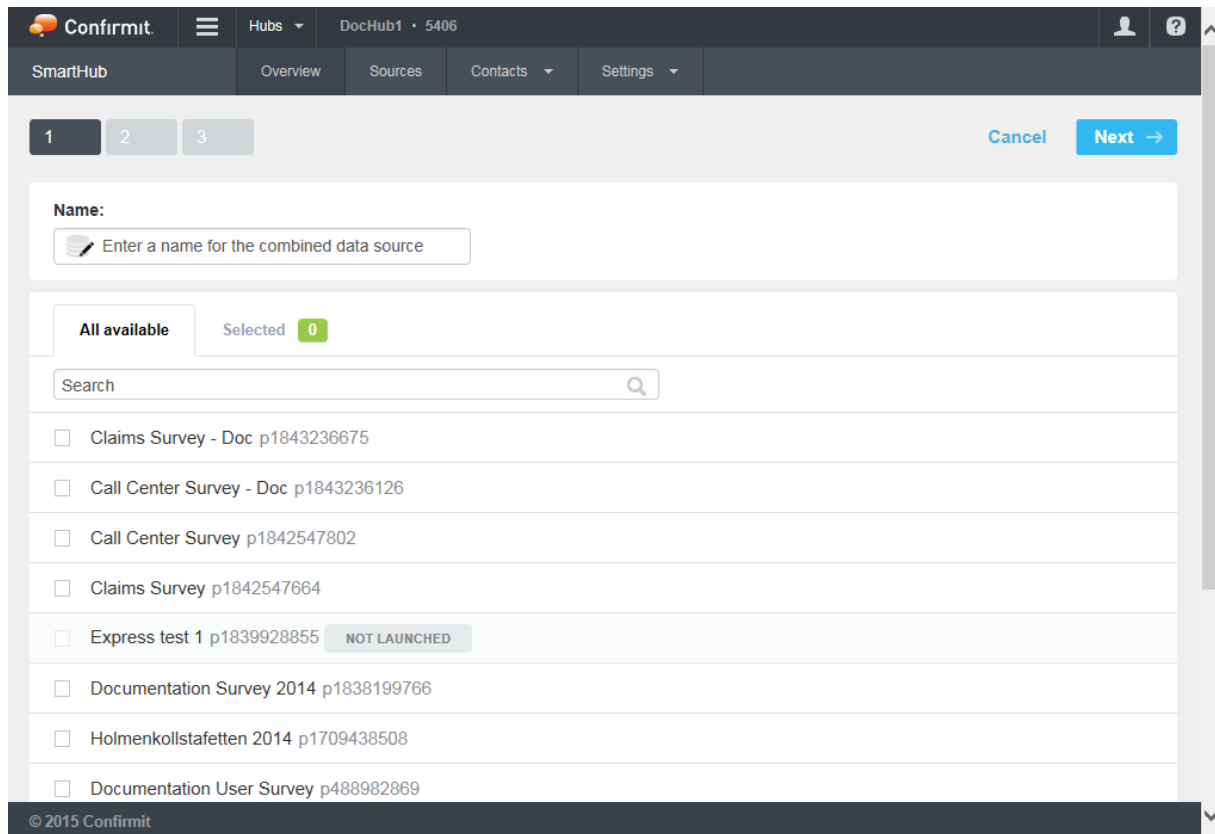 Confirmit. Hubs DocHub1 • 5406 ?
SmartHub Overview Sources Contacts Settings
1 2 3 Cancel Next →
Name:
Enter a name for the combined data source
All available Selected 0
Search
Claims Survey - Doc p1843236675
Call Center Survey - Doc p1843236126
Call Center Survey p1842547802
Claims Survey p1842547664
Express test 1 p1839928855 NOT LAUNCHED
Documentation Survey 2014 p1838199766
Holmenkollstafetten 2014 p1709438508
Documentation User Survey p488982869
© 2015 Confirmit